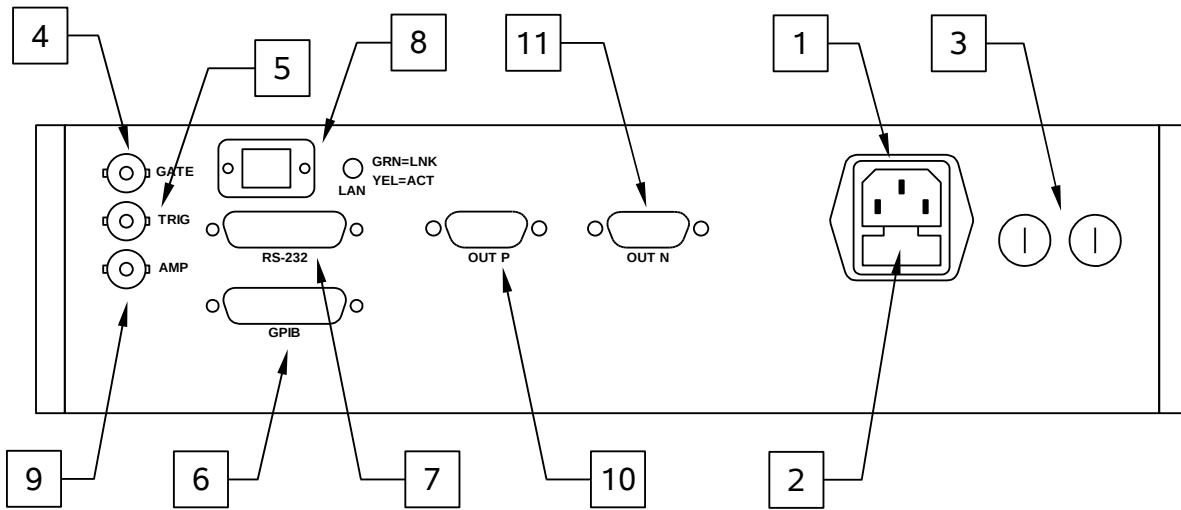 4
5
8
11
1
3
GATE
TRIG
AMP
GRN=LNK
LAN YEL=ACT
RS-232
GPIB
OUT P
OUT N
9
6
7
10
2